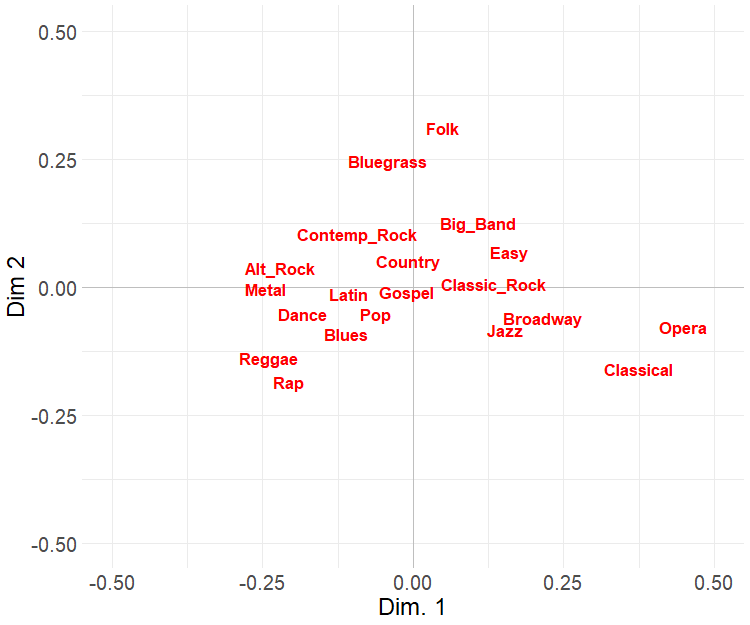 0.50
Folk
0.25
Bluegrass
Big_Band
Contemp_Rock
Easy
Country
Alt_Rock
Dim 2
0.00
Metal
Latin
Gospel
Classic_Rock
Dance
Pop
Broadway
Blues
Jazz
Opera
Reggae
Classical
Rap
-0.25
-0.50
-0.50 -0.25 0.00 0.25 0.50
Dim. 1